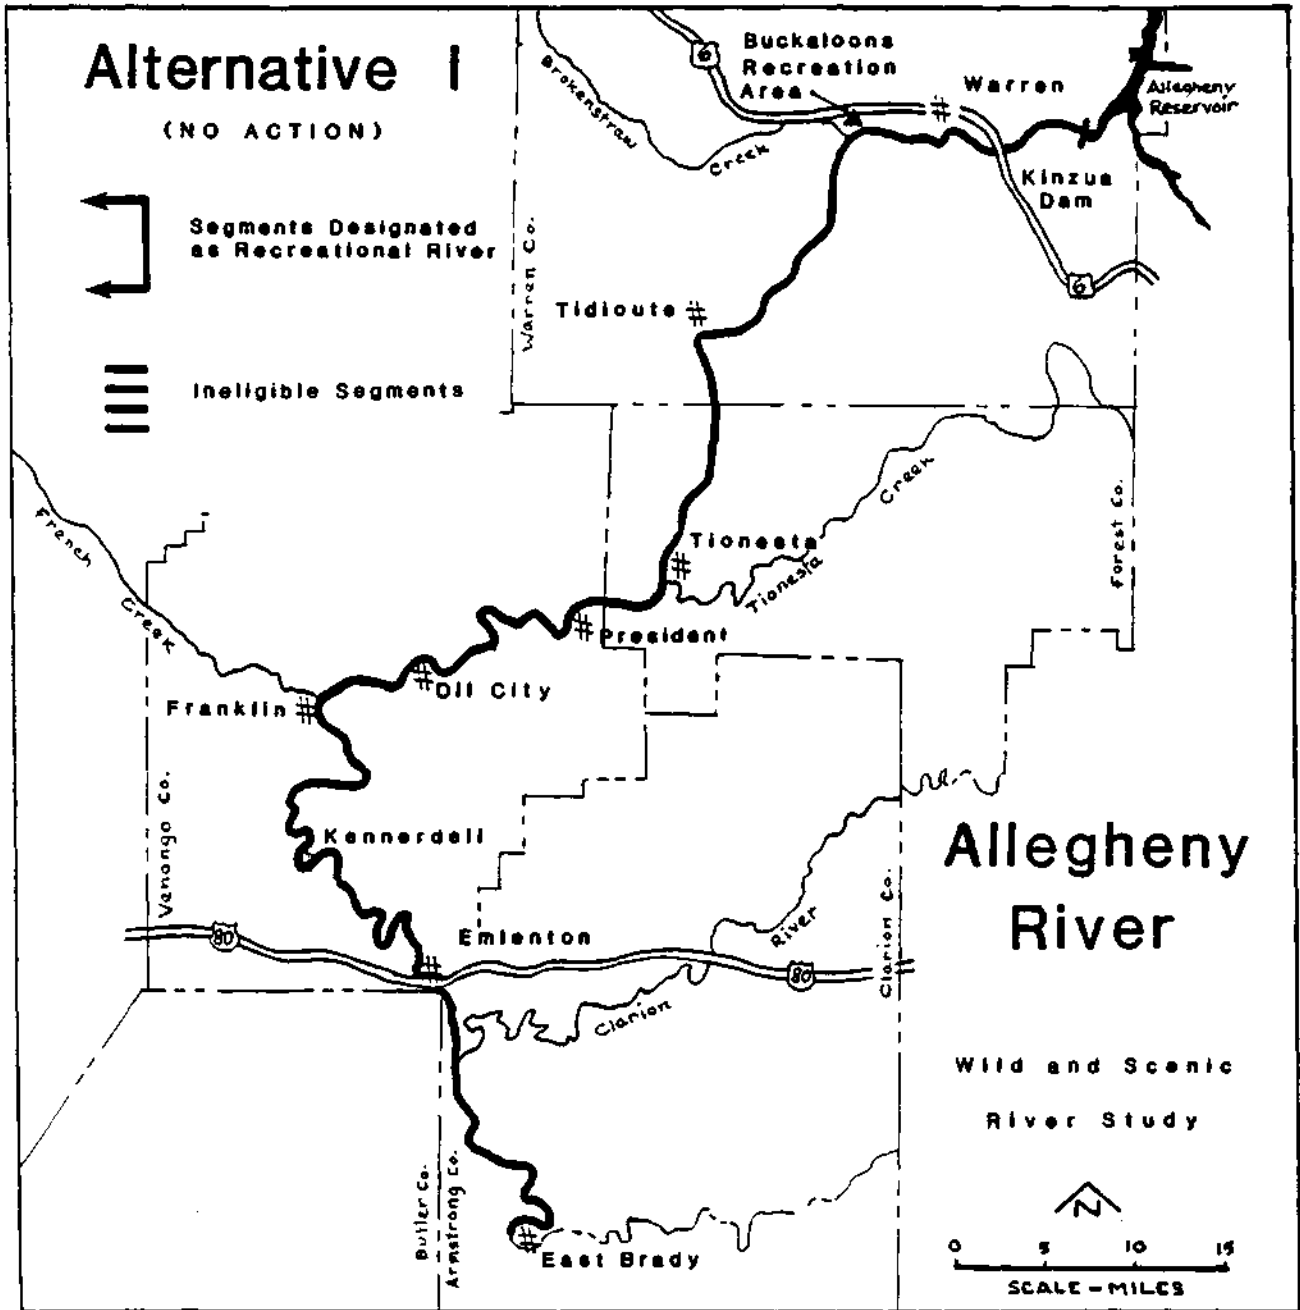 Alternative I
(NO ACTION)
Segments Designated
as Recreational River
Ineligible Segments
6
Buckaloons
Recreation
Area
Warren
Allegheny
Reservoir
Brokenstraw
Creek
Kinzua
Dam
6
Warren Co.
Tidioute
French
Creek
Creek
Tionesta
Tionesta
Forest Co.
President
Oil City
Franklin
Venango Co.
Kennerdell
Allegheny
River
80
Emlenton
River
80
Clarion Co.
Clarion
Wild and Scenic
River Study
Butler Co.
Armstrong Co.
East Brady
N
0 5 10 15
SCALE - MILES